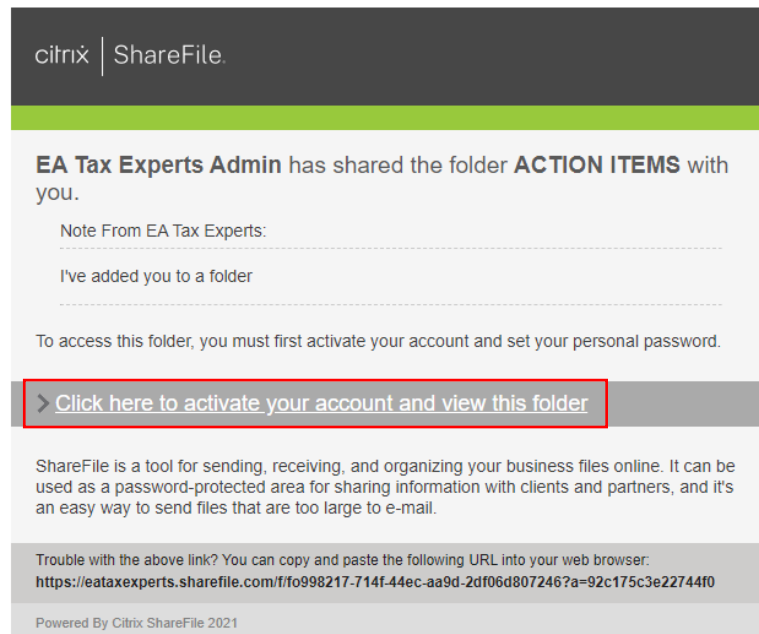 citrix | ShareFile.
EA Tax Experts Admin has shared the folder ACTION ITEMS with
you.
Note From EA Tax Experts:
I've added you to a folder
To access this folder, you must first activate your account and set your personal password.
> Click here to activate your account and view this folder
ShareFile is a tool for sending, receiving, and organizing your business files online. It can be
used as a password-protected area for sharing information with clients and partners, and it's
an easy way to send files that are too large to e-mail.
Trouble with the above link? You can copy and paste the following URL into your web browser:
https://eataxexperts.sharefile.com/f/fo998217-714f-44ec-aa9d-2df06d807246?a=92c175c3e22744f0
Powered By Citrix ShareFile 2021